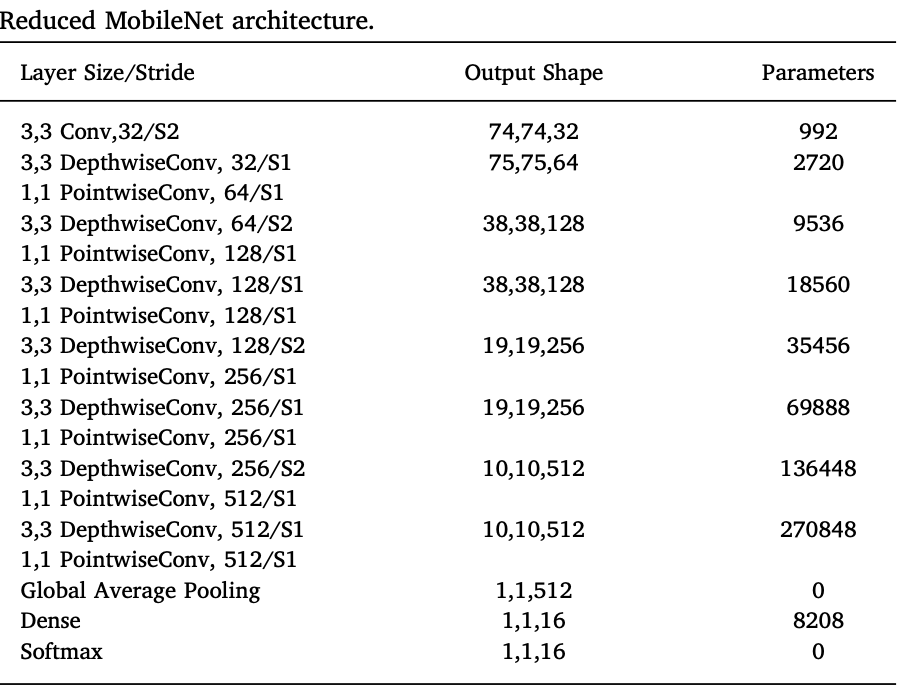 Reduced MobileNet architecture.
Layer Size/Stride Output Shape Parameters
3,3 Conv,32/S2 74,74,32 992
3,3 DepthwiseConv, 32/S1 75,75,64 2720
1,1 PointwiseConv, 64/S1
3,3 DepthwiseConv, 64/S2 38,38,128 9536
1,1 PointwiseConv, 128/S1
3,3 DepthwiseConv, 128/S1 38,38,128 18560
1,1 PointwiseConv, 128/S1
3,3 DepthwiseConv, 128/S2 19,19,256 35456
1,1 PointwiseConv, 256/S1
3,3 DepthwiseConv, 256/S1 19,19,256 69888
1,1 PointwiseConv, 256/S1
3,3 DepthwiseConv, 256/S2 10,10,512 136448
1,1 PointwiseConv, 512/S1
3,3 DepthwiseConv, 512/S1 10,10,512 270848
1,1 PointwiseConv, 512/S1
Global Average Pooling 1,1,512 0
Dense 1,1,16 8208
Softmax 1,1,16 0